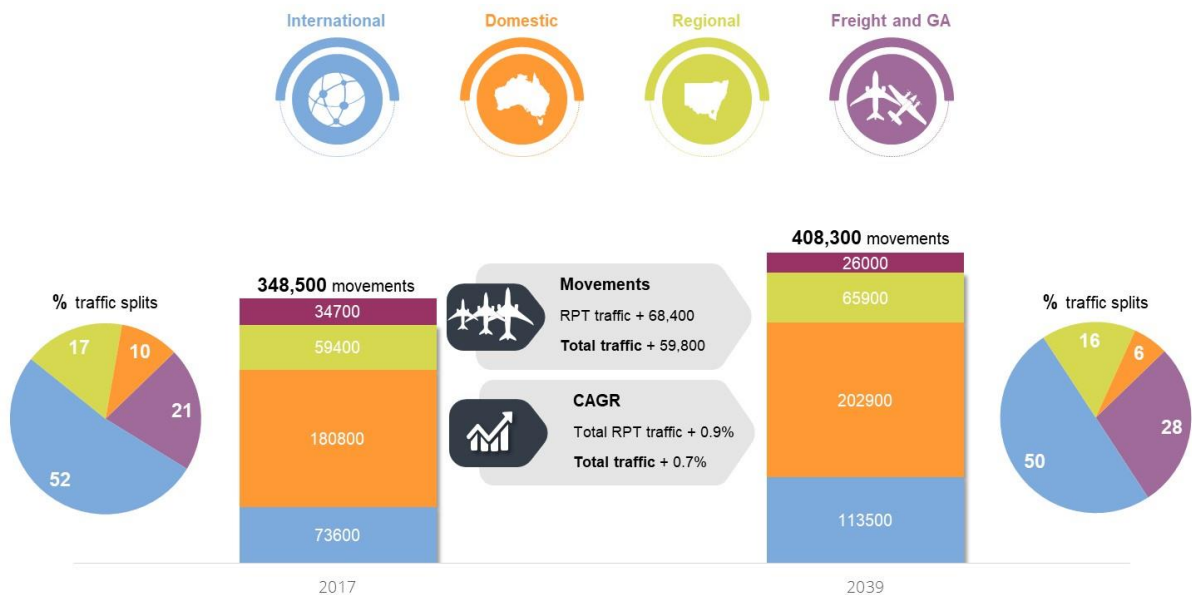 International
Domestic
Regional
Freight and GA
348,500 movements
408,300 movements
% traffic splits
17
10
21
52
34700
59400
180800
73600
Movements
RPT traffic + 68,400
Total traffic + 59,800
CAGR
Total RPT traffic + 0.9%
Total traffic + 0.7%
26000
65900
202900
113500
% traffic splits
16
6
28
50
2017
2039